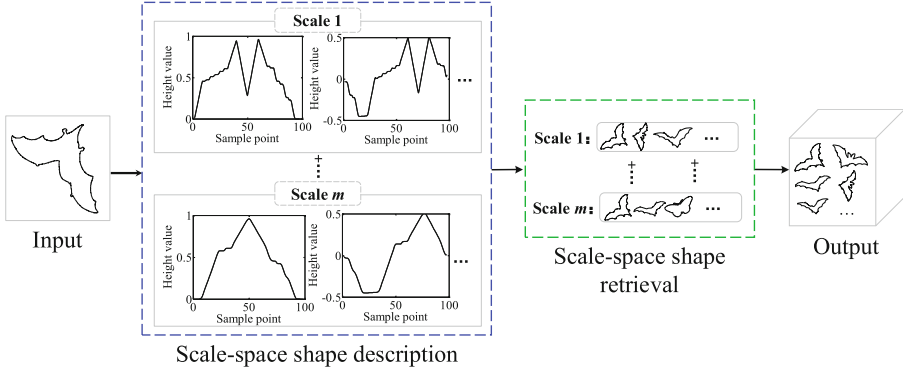 Scale 1
Height value
1
0.5
0
0
50
100
Sample point
Height value
0.5
0
-0.5
0
50
100
Sample point
...
Scale m
Height value
1
0.5
0
0
50
100
Sample point
Height value
0.5
0
-0.5
0
50
100
Sample point
...
Input
Scale-space shape description
Scale 1:
...
Scale m:
...
Scale-space shape
retrieval
...
Output